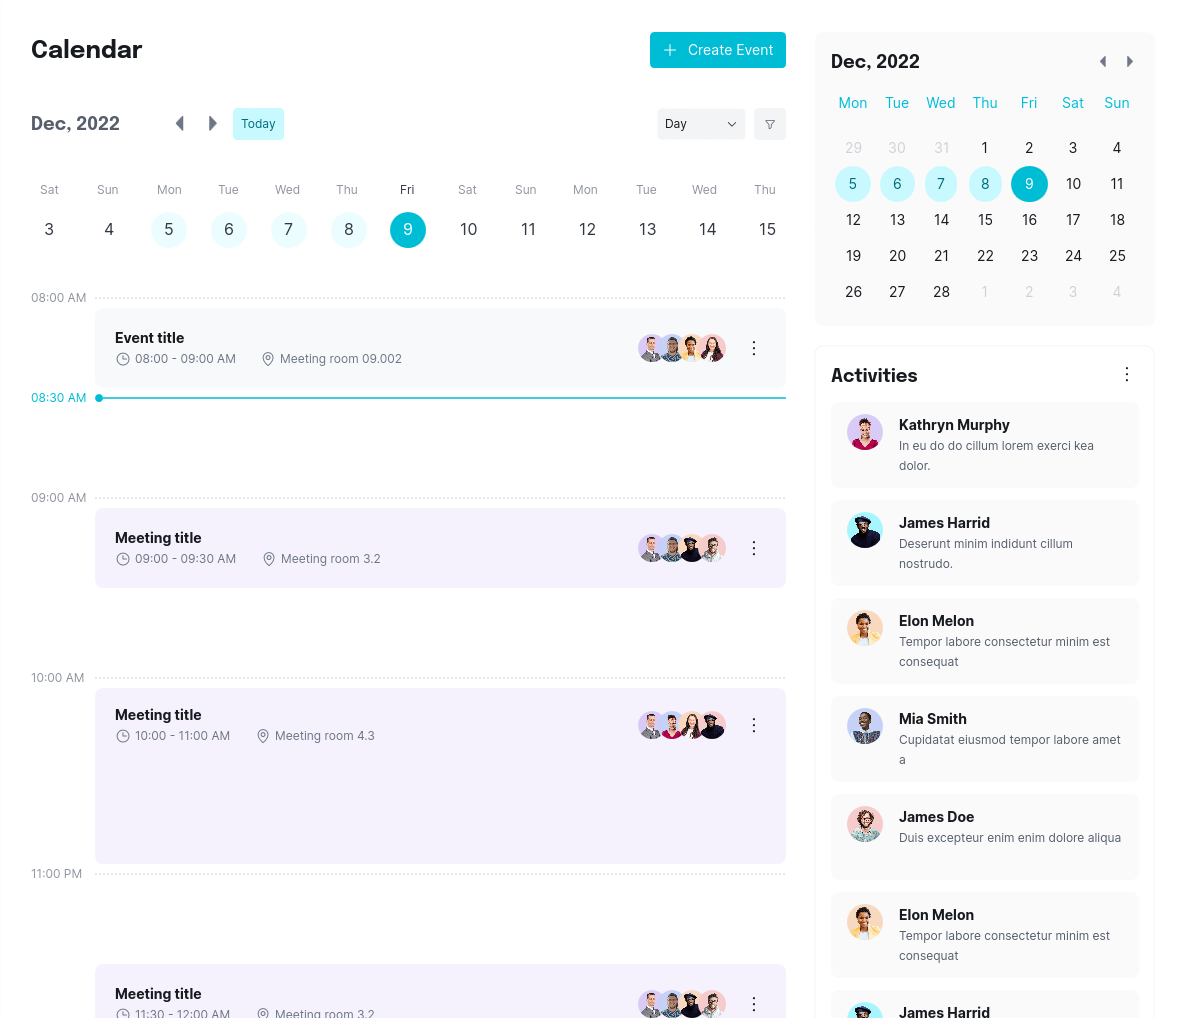 Calendar
Create Event
Dec, 2022
Today
Day
Sat Sun Mon Tue Wed Thu Fri Sat Sun Mon Tue Wed Thu
3 4 5 6 7 8 9 10 11 12 13 14 15
08:00 AM
Event title
08:00 - 09:00 AM Meeting room 09.002
08:30 AM
09:00 AM
Meeting title
09:00 - 09:30 AM Meeting room 3.2
10:00 AM
Meeting title
10:00 - 11:00 AM Meeting room 4.3
11:00 PM
Meeting title
11:30 - 12:00 AM Meeting room 3.2
Dec, 2022
Mon Tue Wed Thu Fri Sat Sun
29 30 31 1 2 3 4
5 6 7 8 9 10 11
12 13 14 15 16 17 18
19 20 21 22 23 24 25
26 27 28 1 2 3 4
Activities
Kathryn Murphy
In eu do do cillum lorem exerci kea
dolor.
James Harrid
Deserunt minim indidunt cillum
nostrudo.
Elon Melon
Tempor labore consectetur minim est
consequat
Mia Smith
Cupidatat eiusmod tempor labore amet
a
James Doe
Duis excepteur enim enim dolore aliqua
Elon Melon
Tempor labore consectetur minim est
consequat
James Harrid